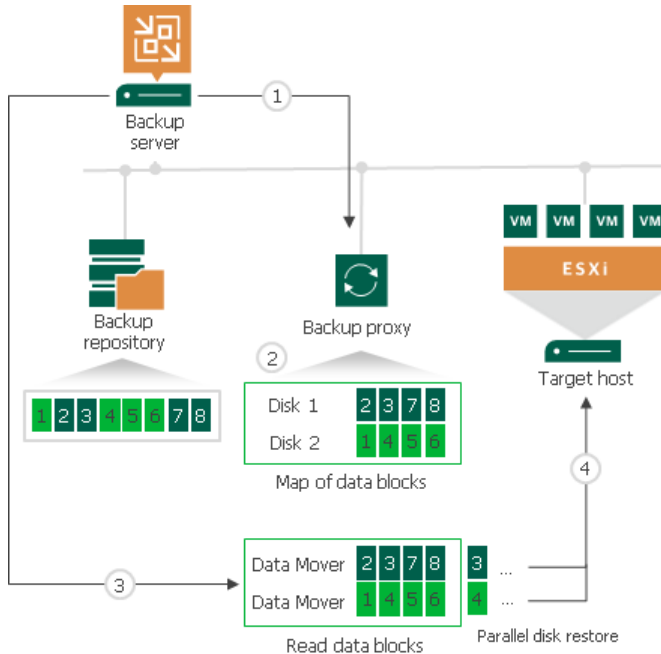 1
Backup
server
VM VM VM VM
ESXi
Backup
repository
Backup proxy
Target host
1 2 3 4 5 6 7 8
2
Disk 1 2 3 7 8
Disk 2 1 4 5 6
Map of data blocks
4
3
Data Mover 2 3 7 8 3 ...
Data Mover 1 4 5 6 4 ...
Read data blocks
Parallel disk restore